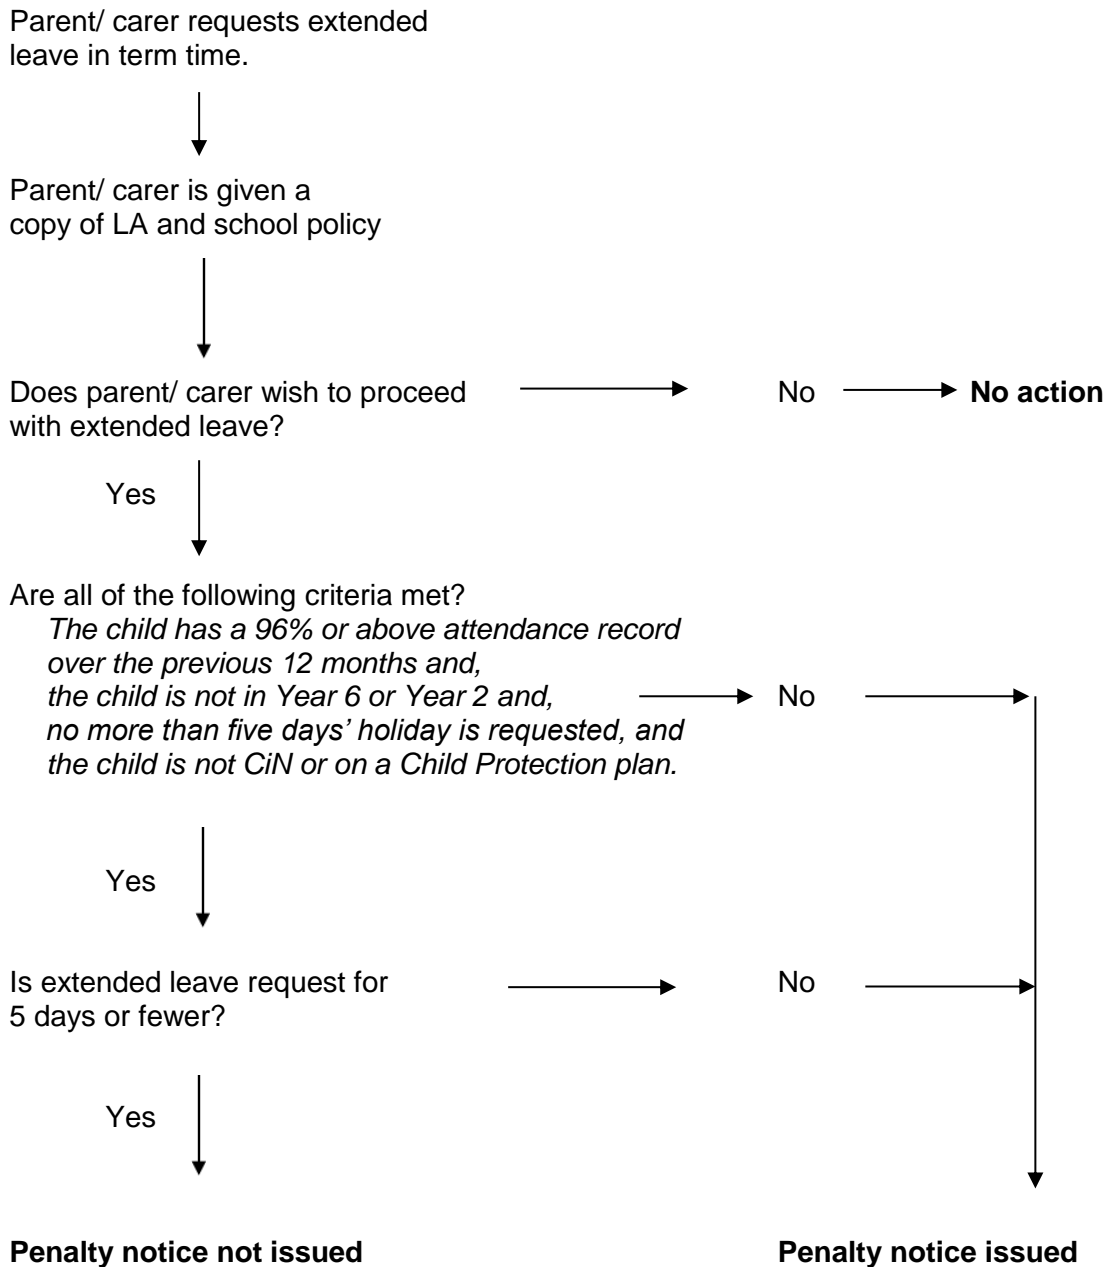 Parent/ carer requests extended
leave in term time.
Parent/ carer is given a
copy of LA and school policy
Does parent/ carer wish to proceed
with extended leave?
No
No action
Yes
Are all of the following criteria met?
The child has a 96% or above attendance record
over the previous 12 months and,
the child is not in Year 6 or Year 2 and,
no more than five days’ holiday is requested, and
the child is not CiN or on a Child Protection plan.
No
Yes
Is extended leave request for
5 days or fewer?
No
Yes
Penalty notice not issued
Penalty notice issued